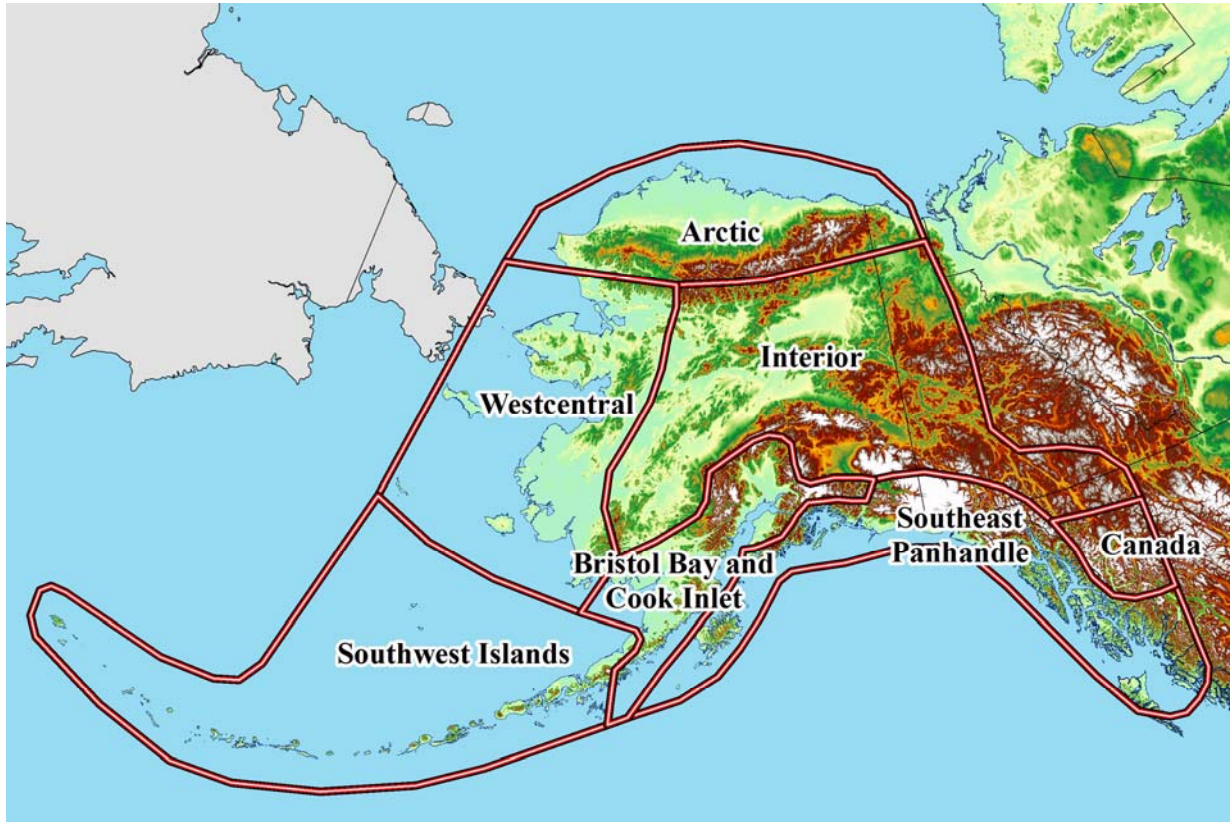 Arctic
Interior
Westcentral
Southeast
Panhandle
Canada
Bristol Bay and
Cook Inlet
Southwest Islands